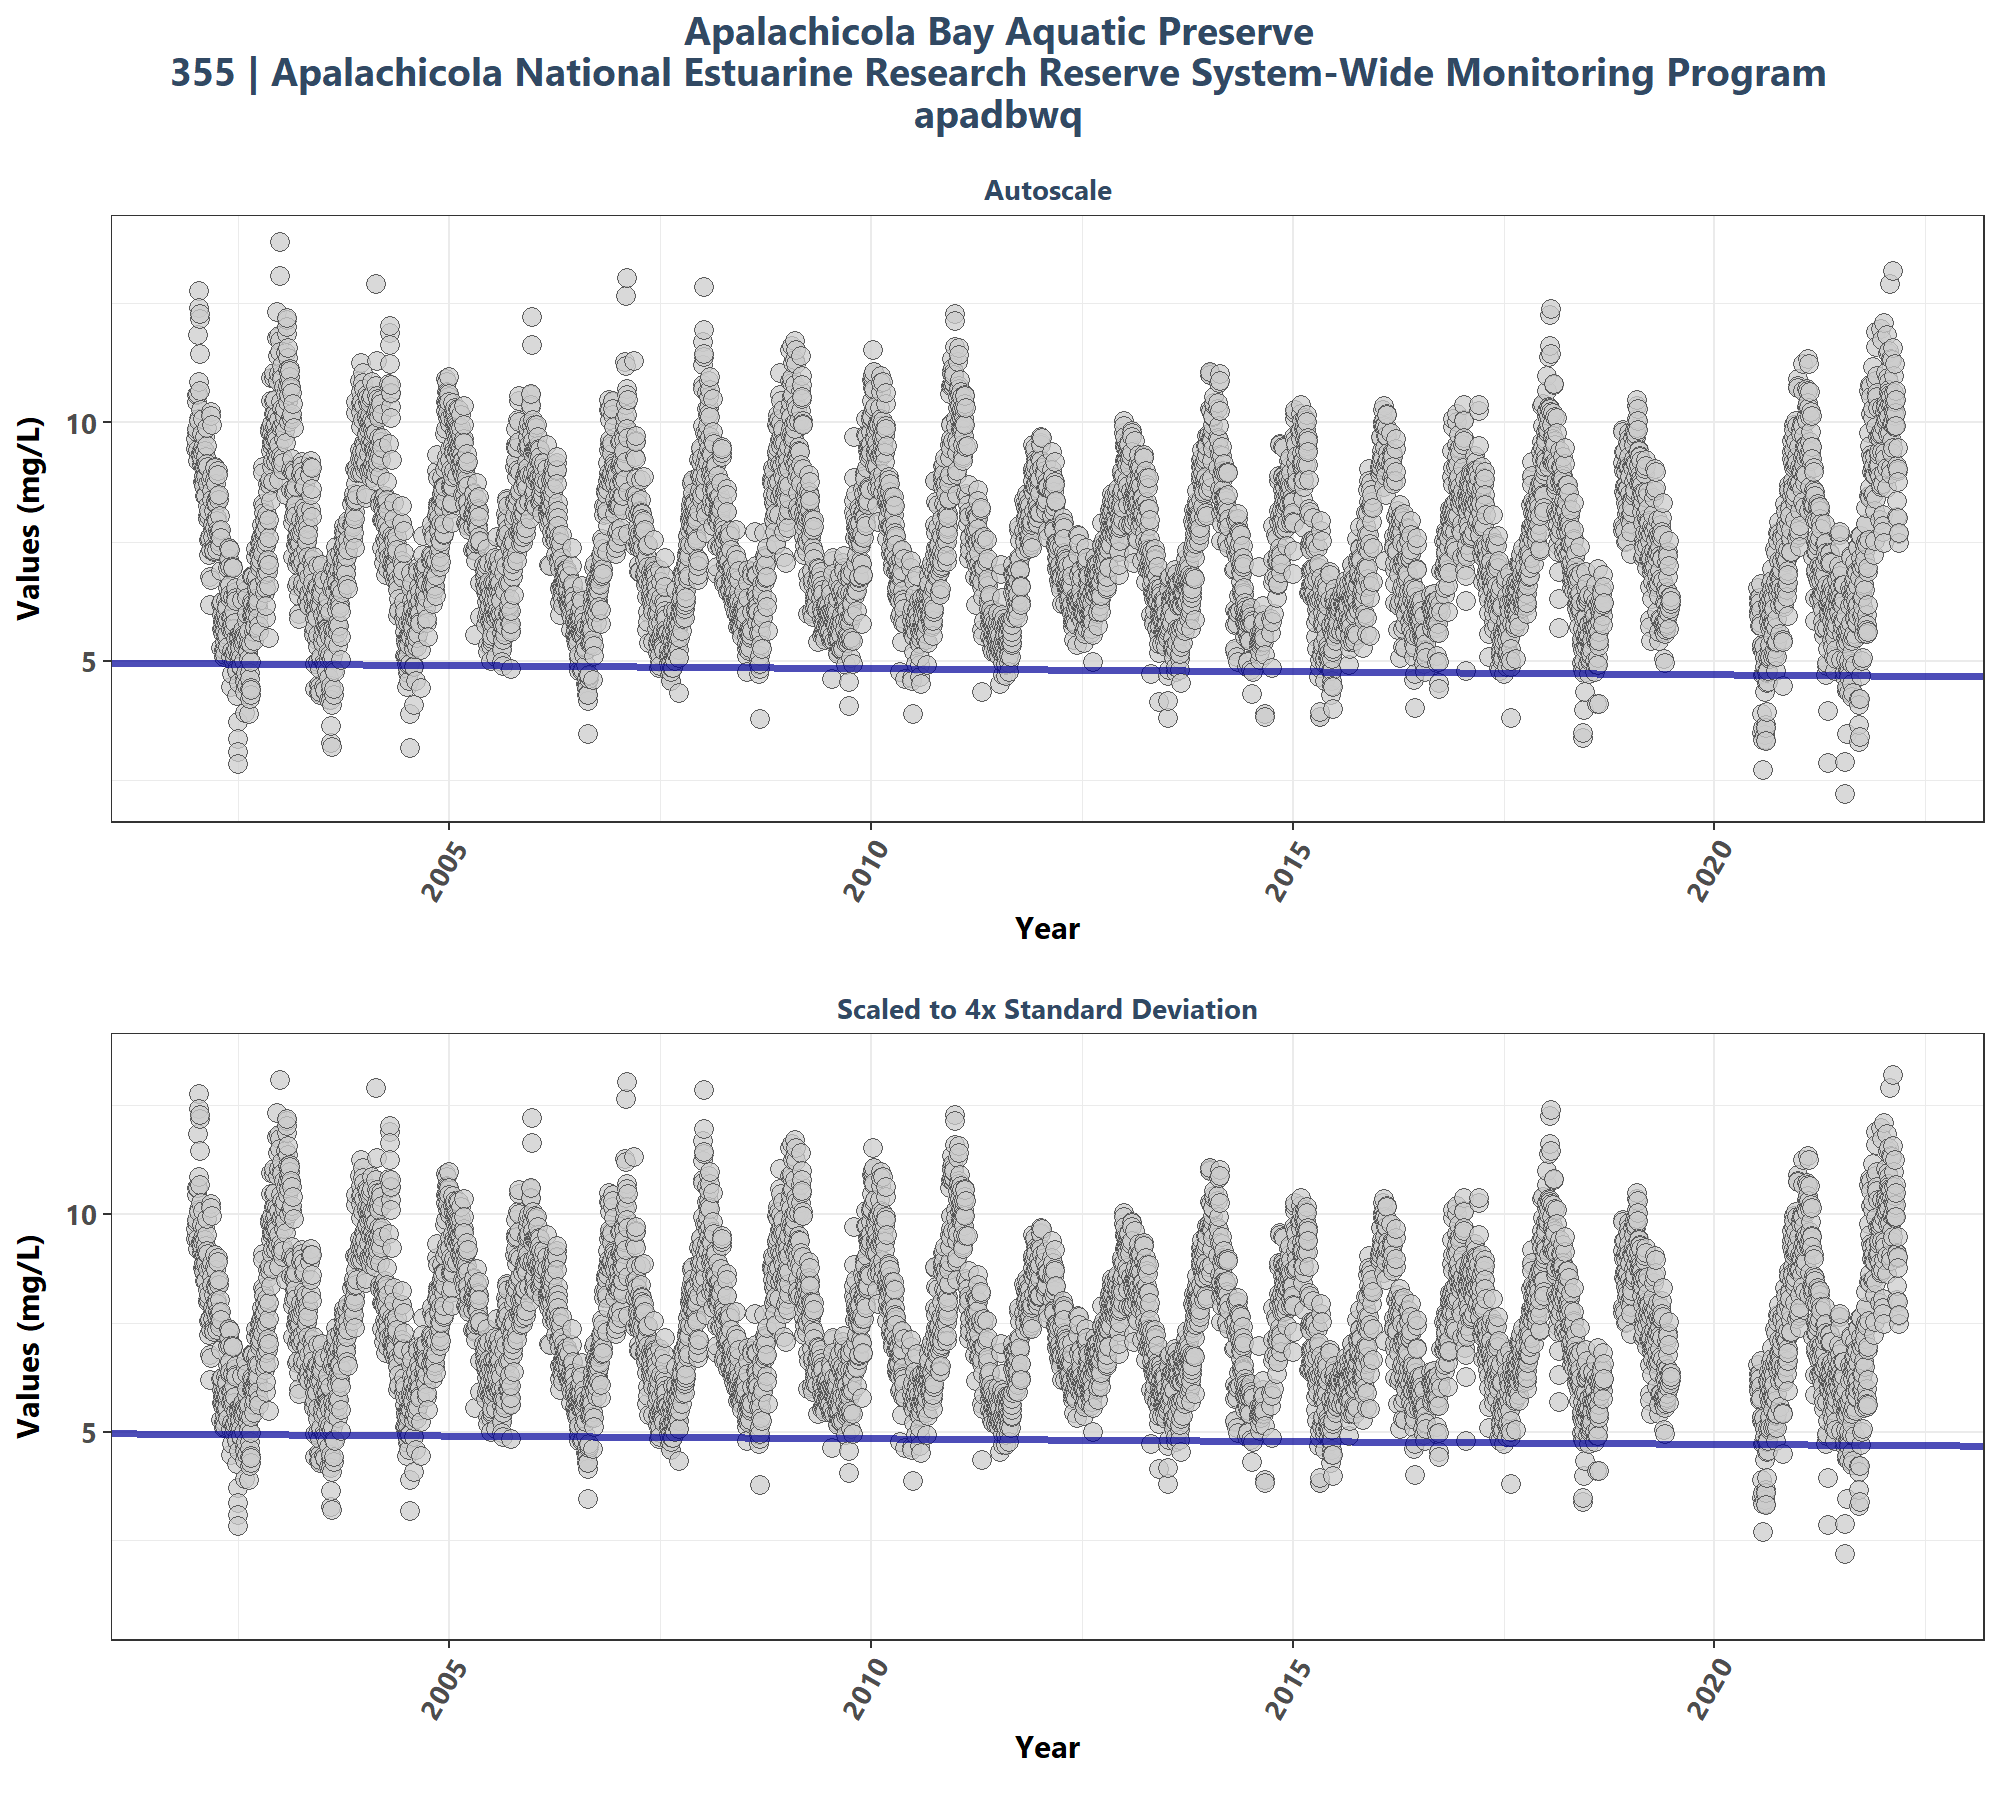 Apalachicola Bay Aquatic Preserve
355 | Apalachicola National Estuarine Research Reserve System-Wide Monitoring Program
apadbwq
Autoscale
Values (mg/L)
10
5
2005
2010
2015
2020
Year
Scaled to 4x Standard Deviation
Values (mg/L)
10
5
2005
2010
2015
2020
Year